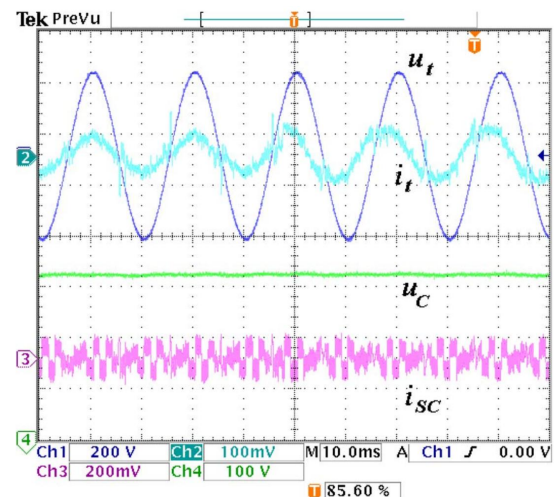 Tek PreVu
T
T
u_t
2
i_t
u_C
3
i_SC
4
Ch1 200 V Ch2 100mV M 10.0ms A Ch1 ƒ 0.00 V
Ch3 200mV Ch4 100 V
T 85.60 %